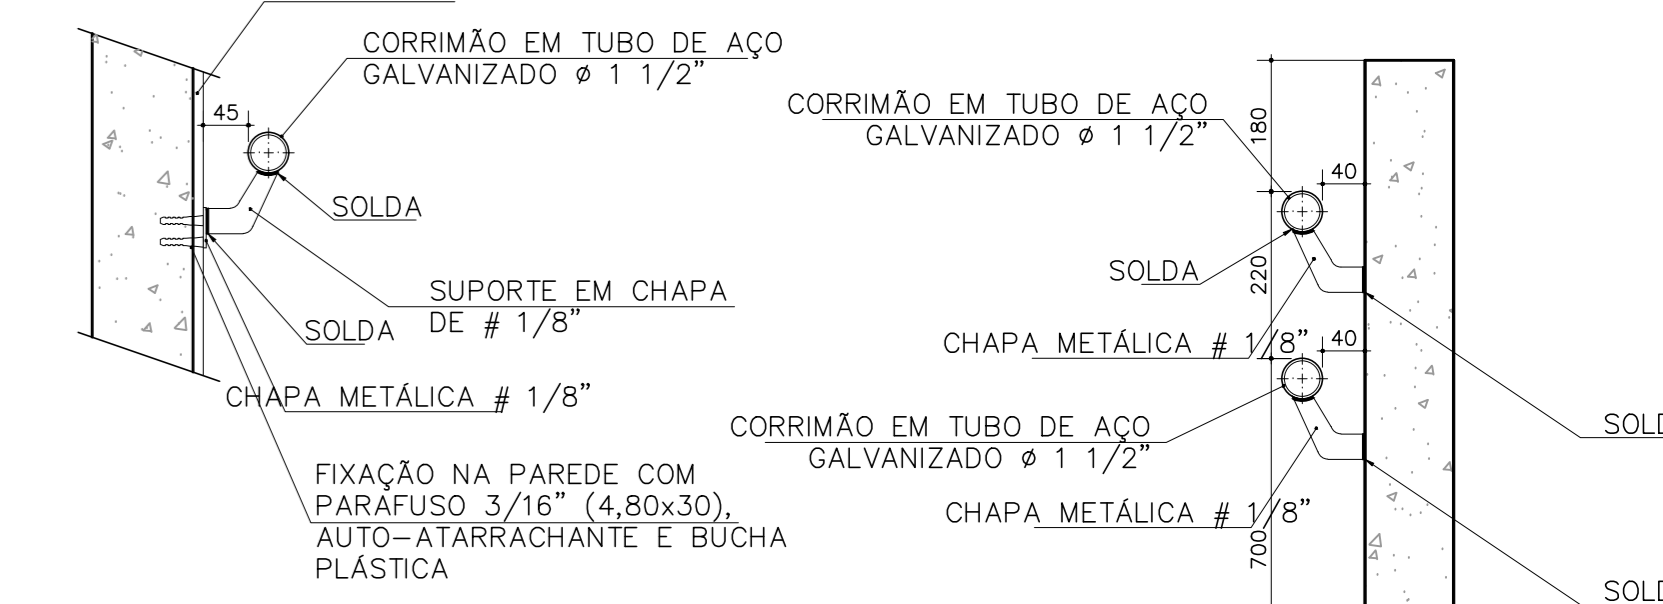 CORRIMÃO EM TUBO DE AÇO
GALVANIZADO ø 1 1/2”
45
SOLDA
SUPORTE EM CHAPA
DE # 1/8”
SOLDA
CHAPA METÁLICA # 1/8”
FIXAÇÃO NA PAREDE COM
PARAFUSO 3/16” (4,80x30),
AUTO-ATARRACHANTE E BUCHA
PLÁSTICA
CORRIMÃO EM TUBO DE AÇO
GALVANIZADO ø 1 1/2”
180
40
SOLDA
220
CHAPA METÁLICA # 1/8”
40
CORRIMÃO EM TUBO DE AÇO
GALVANIZADO ø 1 1/2”
CHAPA METÁLICA # 1/8”
700